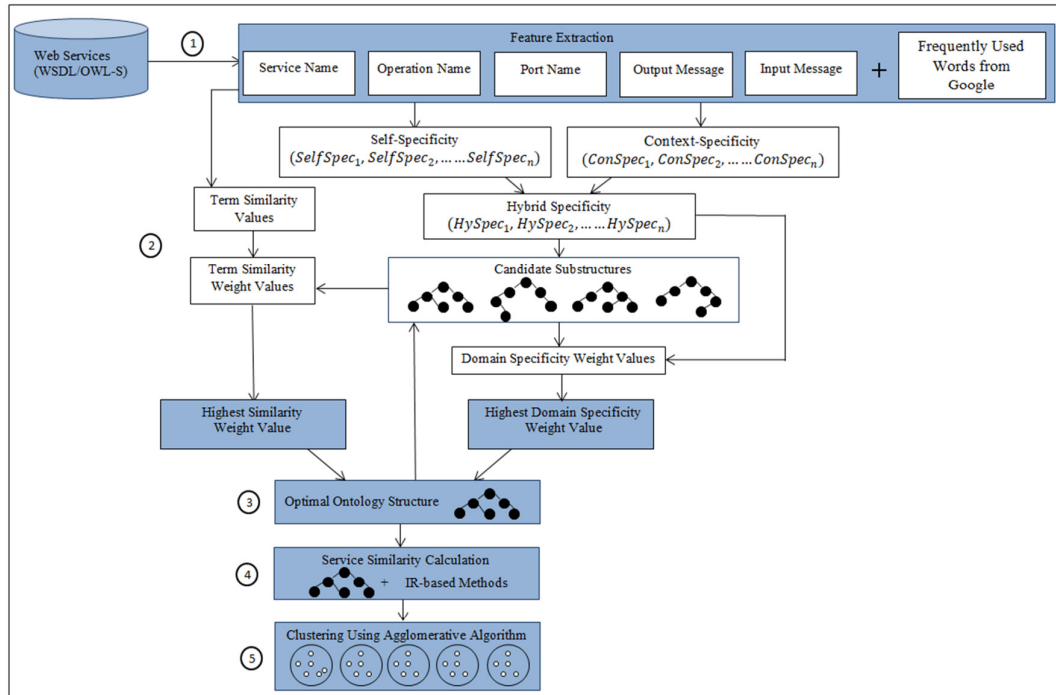 Web Services
(WSDL/OWL-S)
1
Feature Extraction
Service Name
Operation Name
Port Name
Output Message
Input Message
+
Frequently Used
Words from
Google
Self-Specificity
(SelfSpec₁, SelfSpec₂, ... ... SelfSpecₙ)
Context-Specificity
(ConSpec₁, ConSpec₂, ... ... ConSpecₙ)
Term Similarity
Values
Hybrid Specificity
(HySpec₁, HySpec₂, ... ... HySpecₙ)
2
Term Similarity
Weight Values
Candidate Substructures
Domain Specificity Weight Values
Highest Similarity
Weight Value
Highest Domain Specificity
Weight Value
3
Optimal Ontology Structure
4
Service Similarity Calculation
+ IR-based Methods
5
Clustering Using Agglomerative Algorithm